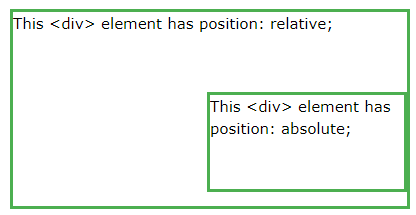 This <div> element has position: relative;
This <div> element has
position: absolute;